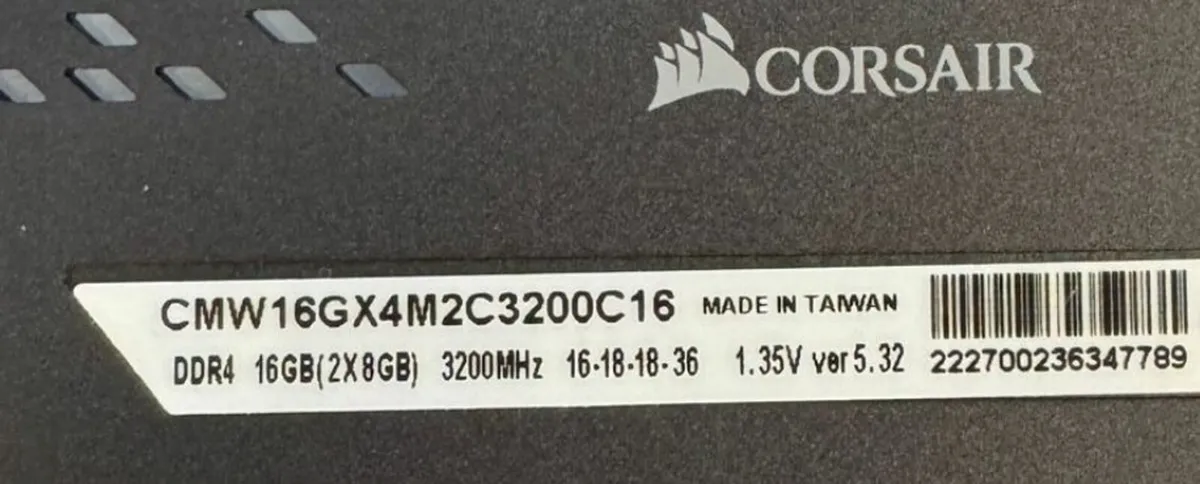 CORSAIR
CMW16GX4M2C3200C16 MADE IN TAIWAN
DDR4 16GB(2X8GB) 3200MHz 16-18-18-36 1.35V ver5.32 222700236347789